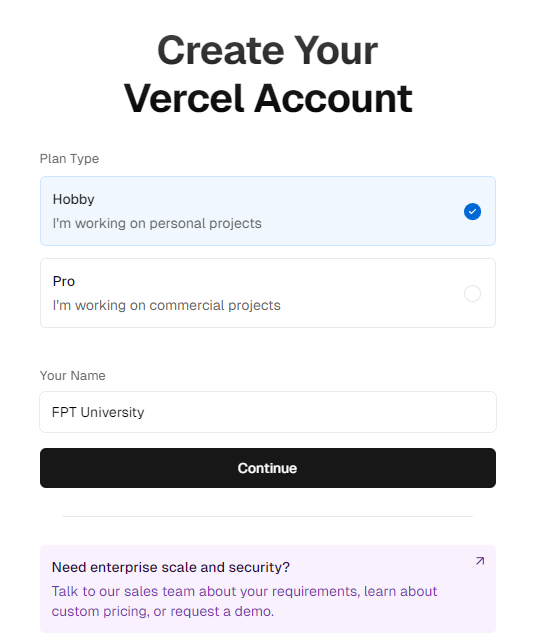 Create Your
Vercel Account
Plan Type
Hobby
I'm working on personal projects
Pro
I'm working on commercial projects
Your Name
FPT University
Continue
Need enterprise scale and security?
Talk to our sales team about your requirements, learn about
custom pricing, or request a demo.